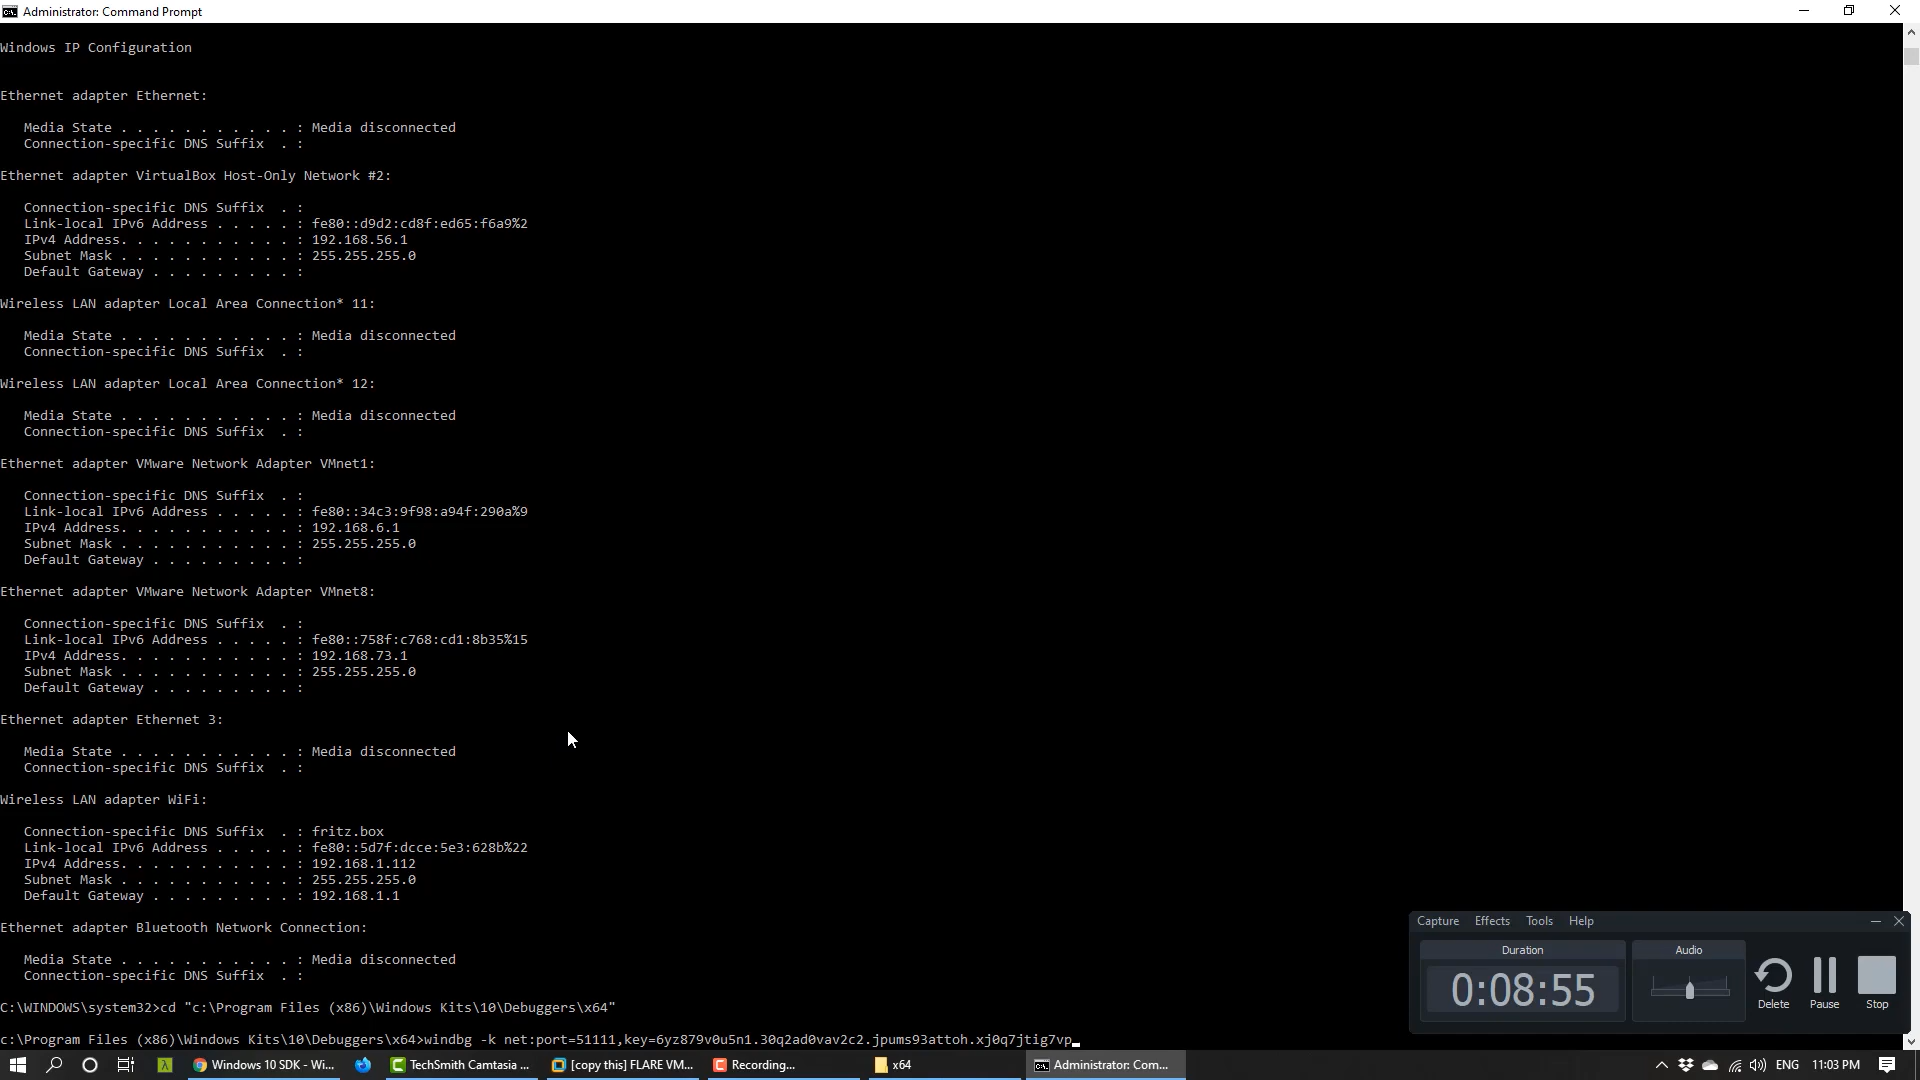 Administrator: Command Prompt
Windows IP Configuration
Ethernet adapter Ethernet:
Media State . . . . . . . . . . . : Media disconnected
Connection-specific DNS Suffix  . :
Ethernet adapter VirtualBox Host-Only Network #2:
Connection-specific DNS Suffix  . :
Link-local IPv6 Address . . . . . : fe80::d9d2:cd8f:ed65:f6a9%2
IPv4 Address. . . . . . . . . . . : 192.168.56.1
Subnet Mask . . . . . . . . . . . : 255.255.255.0
Default Gateway . . . . . . . . . :
Wireless LAN adapter Local Area Connection* 11:
Media State . . . . . . . . . . . : Media disconnected
Connection-specific DNS Suffix  . :
Wireless LAN adapter Local Area Connection* 12:
Media State . . . . . . . . . . . : Media disconnected
Connection-specific DNS Suffix  . :
Ethernet adapter VMware Network Adapter VMnet1:
Connection-specific DNS Suffix  . :
Link-local IPv6 Address . . . . . : fe80::34c3:9f98:a94f:290a%9
IPv4 Address. . . . . . . . . . . : 192.168.6.1
Subnet Mask . . . . . . . . . . . : 255.255.255.0
Default Gateway . . . . . . . . . :
Ethernet adapter VMware Network Adapter VMnet8:
Connection-specific DNS Suffix  . :
Link-local IPv6 Address . . . . . : fe80::758f:c768:cd1:8b35%15
IPv4 Address. . . . . . . . . . . : 192.168.73.1
Subnet Mask . . . . . . . . . . . : 255.255.255.0
Default Gateway . . . . . . . . . :
Ethernet adapter Ethernet 3:
Media State . . . . . . . . . . . : Media disconnected
Connection-specific DNS Suffix  . :
Wireless LAN adapter WiFi:
Connection-specific DNS Suffix  . : fritz.box
Link-local IPv6 Address . . . . . : fe80::5d7f:dcce:5e3:628b%22
IPv4 Address. . . . . . . . . . . : 192.168.1.112
Subnet Mask . . . . . . . . . . . : 255.255.255.0
Default Gateway . . . . . . . . . : 192.168.1.1
Ethernet adapter Bluetooth Network Connection:
Media State . . . . . . . . . . . : Media disconnected
Connection-specific DNS Suffix  . :
C:\WINDOWS\system32>cd "c:\Program Files (x86)\Windows Kits\10\Debuggers\x64"
c:\Program Files (x86)\Windows Kits\10\Debuggers\x64>windbg -k net:port=51111,key=6yz879v0u5n1.30q2ad0vav2c2.jpums93attoh.xj0q7jtig7vp
Capture Effects Tools Help
Duration Audio
0:08:55
Delete Pause Stop
Windows 10 SDK - Wi... TechSmith Camtasia ... [copy this] FLARE VM... Recording... x64 Administrator: Com... ENG 11:03 PM